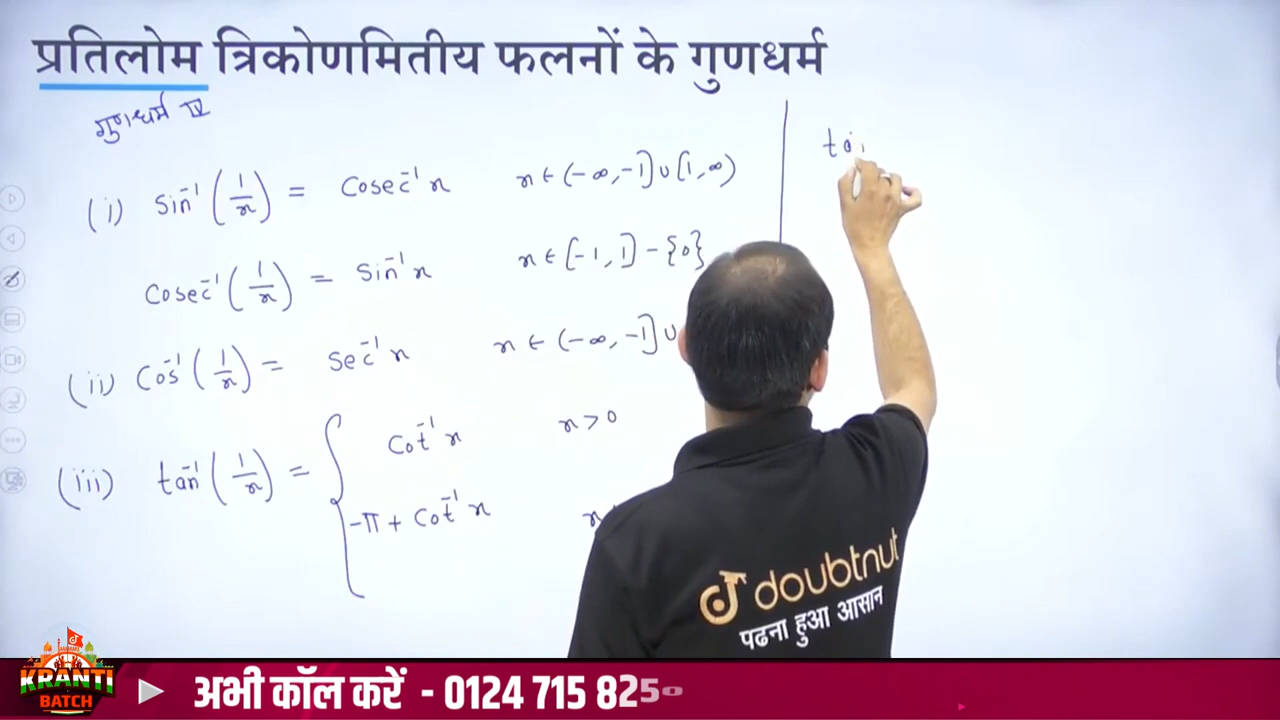 प्रतिलोम त्रिकोणमितीय फलनों के गुणधर्म
गुणधर्म IV
(i) Sin⁻¹(1/x) = Cosec⁻¹x x ∈ (-∞, -1] ∪ [1, ∞)
Cosec⁻¹(1/x) = Sin⁻¹x x ∈ [-1, 1] - {0}
(ii) Cos⁻¹(1/x) = Sec⁻¹x x ∈ (-∞, -1] ∪
(iii) tan⁻¹(1/x) = { Cot⁻¹x x > 0
-π + Cot⁻¹x x
ta
doubtnut
पढना हुआ आसान
KRANTI
BATCH
अभी कॉल करें - 0124 715 825